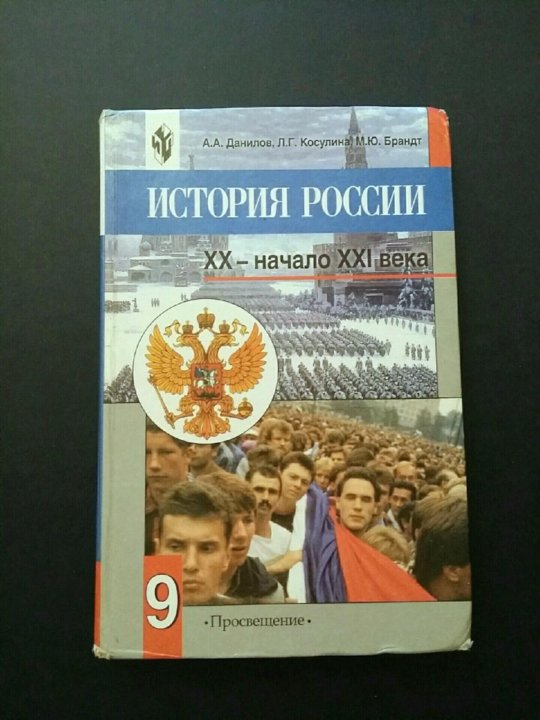 А.А. Данилов, Л.Г. Косулина, М.Ю. Брандт
ИСТОРИЯ РОССИИ
XX – начало XXI века
9
• Просвещение •